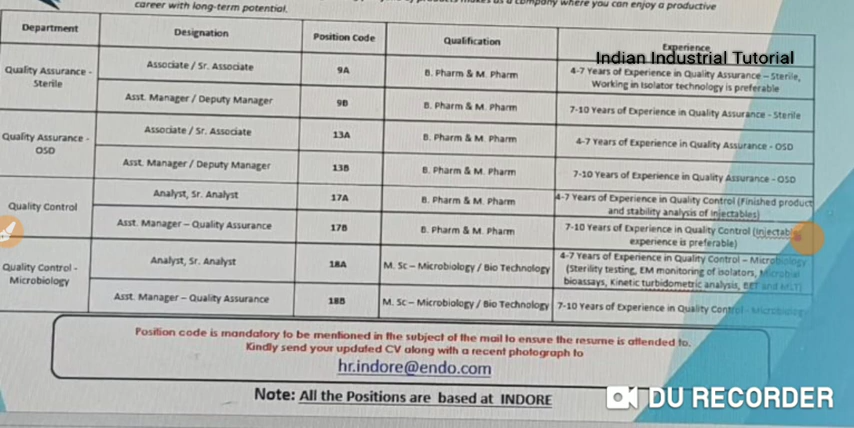 career with long-term potential.
company where you can enjoy a productive
Department Designation Position Code Qualification Experience
Indian Industrial Tutorial
Quality Assurance - Sterile
Associate / Sr. Associate 9A B. Pharm & M. Pharm 4-7 Years of Experience in Quality Assurance – Sterile,
Working in Isolator technology is preferable
Asst. Manager / Deputy Manager 9B B. Pharm & M. Pharm 7-10 Years of Experience in Quality Assurance - Sterile
Quality Assurance - OSD
Associate / Sr. Associate 13A B. Pharm & M. Pharm 4-7 Years of Experience in Quality Assurance - OSD
Asst. Manager / Deputy Manager 13B B. Pharm & M. Pharm 7-10 Years of Experience in Quality Assurance - OSD
Quality Control
Analyst, Sr. Analyst 17A B. Pharm & M. Pharm 4-7 Years of Experience in Quality Control (Finished product
and stability analysis of Injectables)
Asst. Manager – Quality Assurance 17B B. Pharm & M. Pharm 7-10 Years of Experience in Quality Control (Injectable
experience is preferable)
Quality Control - Microbiology
Analyst, Sr. Analyst 18A M. Sc – Microbiology / Bio Technology 4-7 Years of Experience in Quality Control – Microbiology
(Sterility testing, EM monitoring of isolators, Microbial
bioassays, Kinetic turbidometric analysis, BET and MLT)
Asst. Manager – Quality Assurance 18B M. Sc – Microbiology / Bio Technology 7-10 Years of Experience in Quality Control - Microbiology
Position code is mandatory to be mentioned in the subject of the mail to ensure the resume is attended to.
Kindly send your updated CV along with a recent photograph to
hr.indore@endo.com
Note: All the Positions are based at INDORE
DU RECORDER